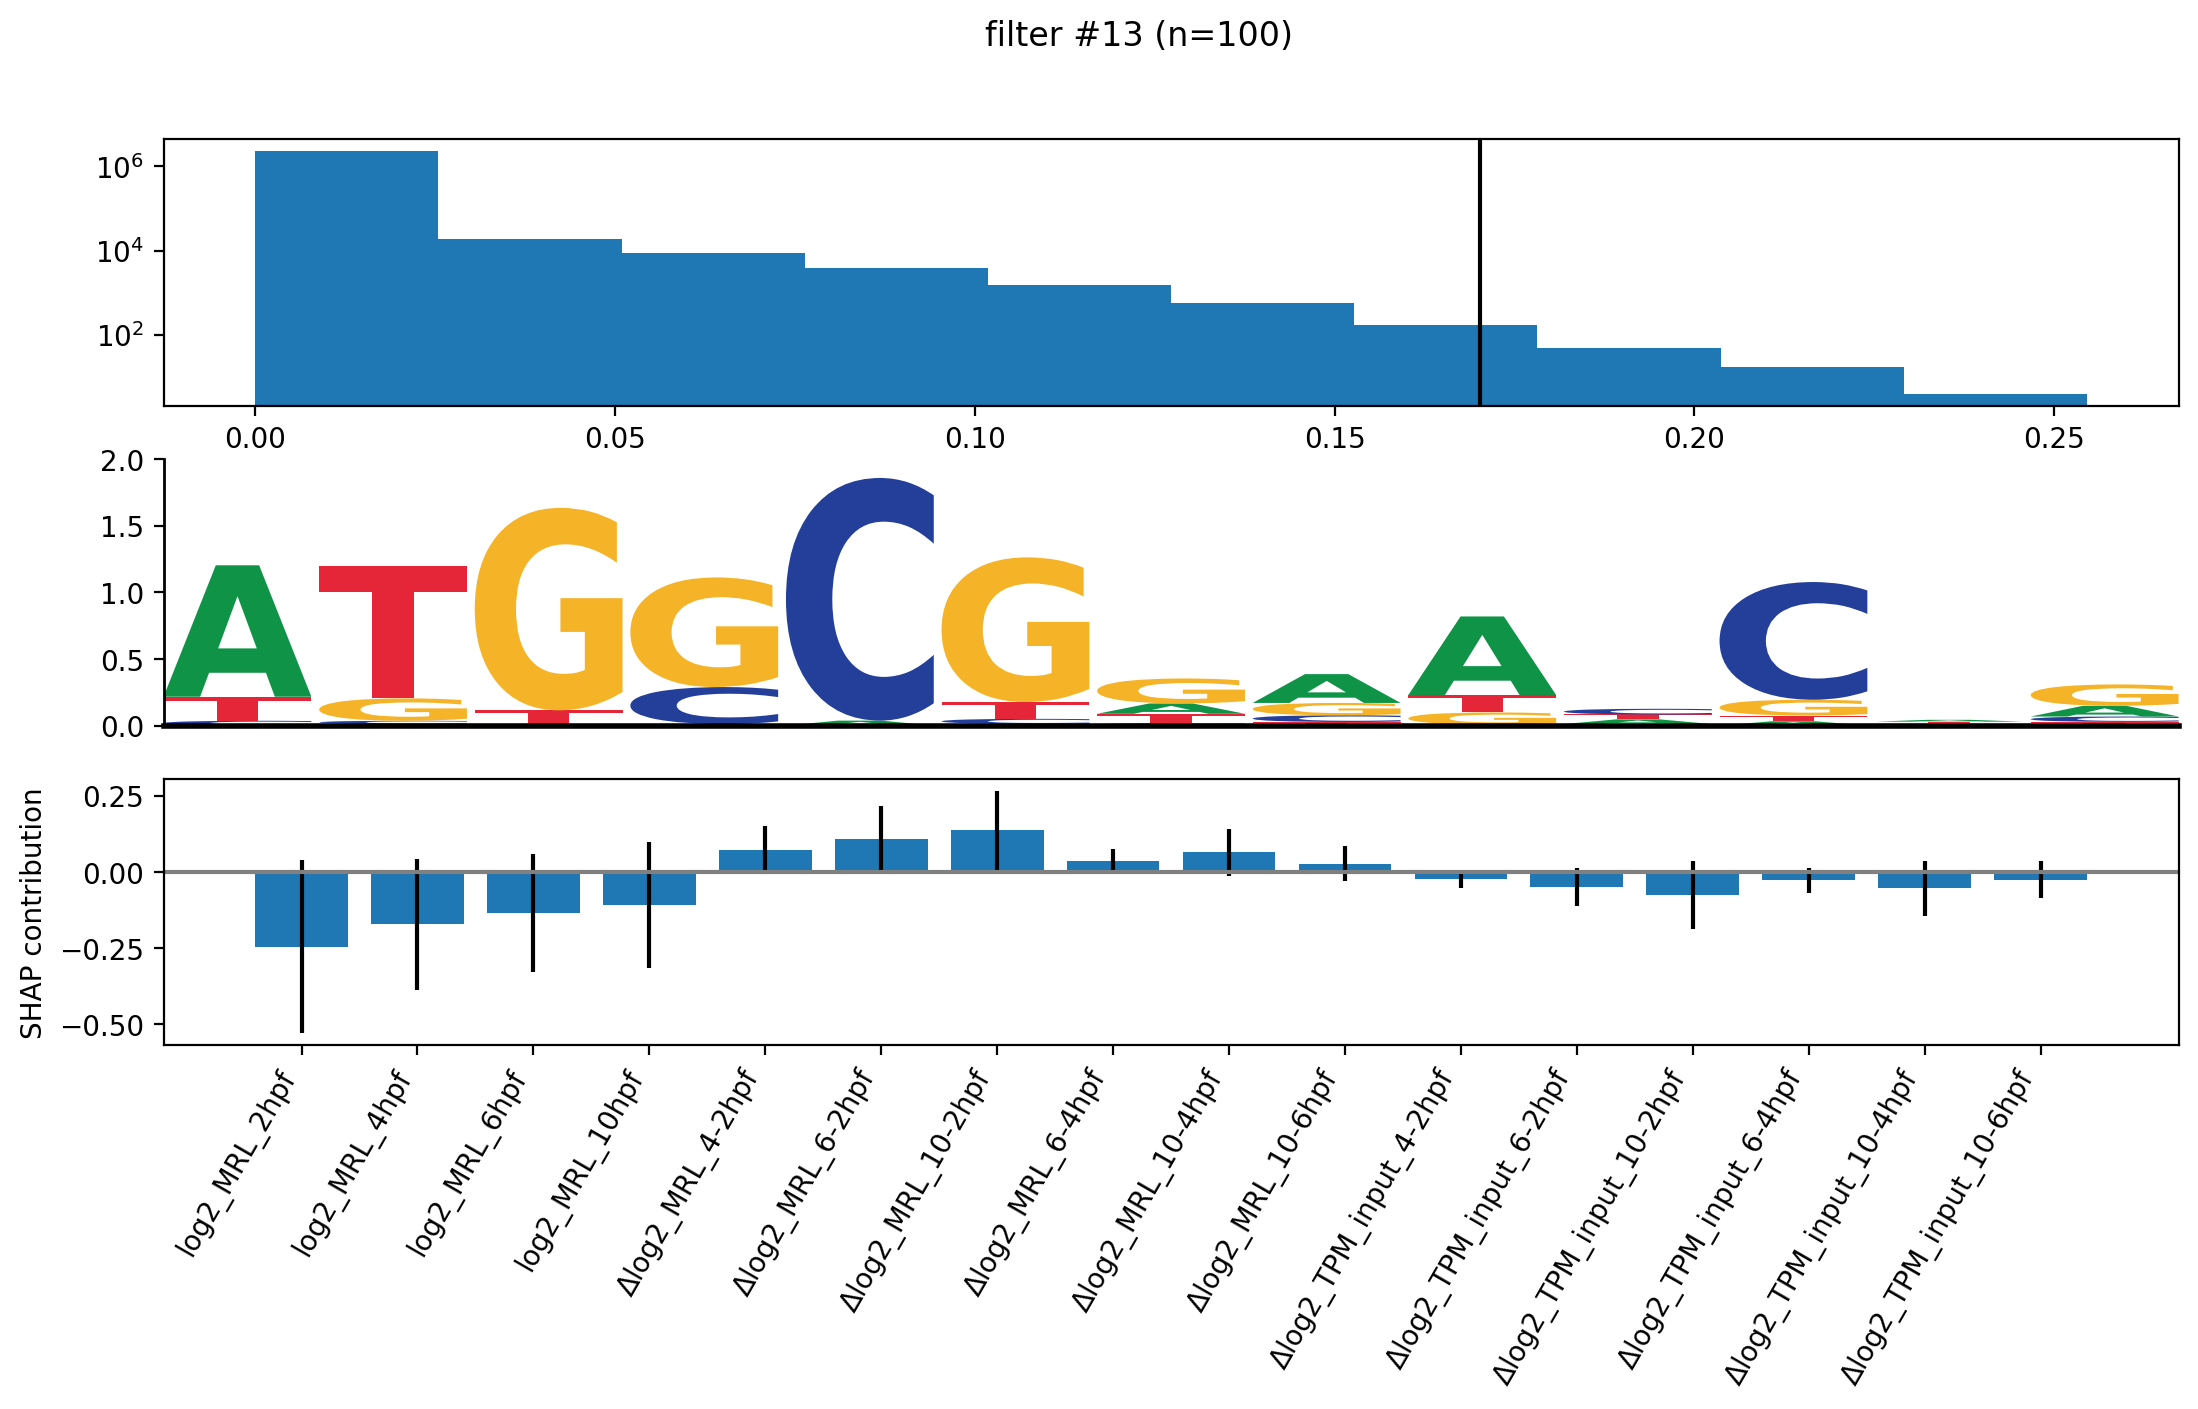 filter #13 (n=100)
10^6
10^4
10^2
0.00 0.05 0.10 0.15 0.20 0.25
2.0
1.5
1.0
0.5
0.0
ATGGCGGAACCAG
SHAP contribution
0.25
0.00
−0.25
−0.50
log2_MRL_2hpf
log2_MRL_4hpf
log2_MRL_6hpf
log2_MRL_10hpf
Δlog2_MRL_4-2hpf
Δlog2_MRL_6-2hpf
Δlog2_MRL_10-2hpf
Δlog2_MRL_6-4hpf
Δlog2_MRL_10-4hpf
Δlog2_MRL_10-6hpf
Δlog2_TPM_input_4-2hpf
Δlog2_TPM_input_6-2hpf
Δlog2_TPM_input_10-2hpf
Δlog2_TPM_input_6-4hpf
Δlog2_TPM_input_10-4hpf
Δlog2_TPM_input_10-6hpf